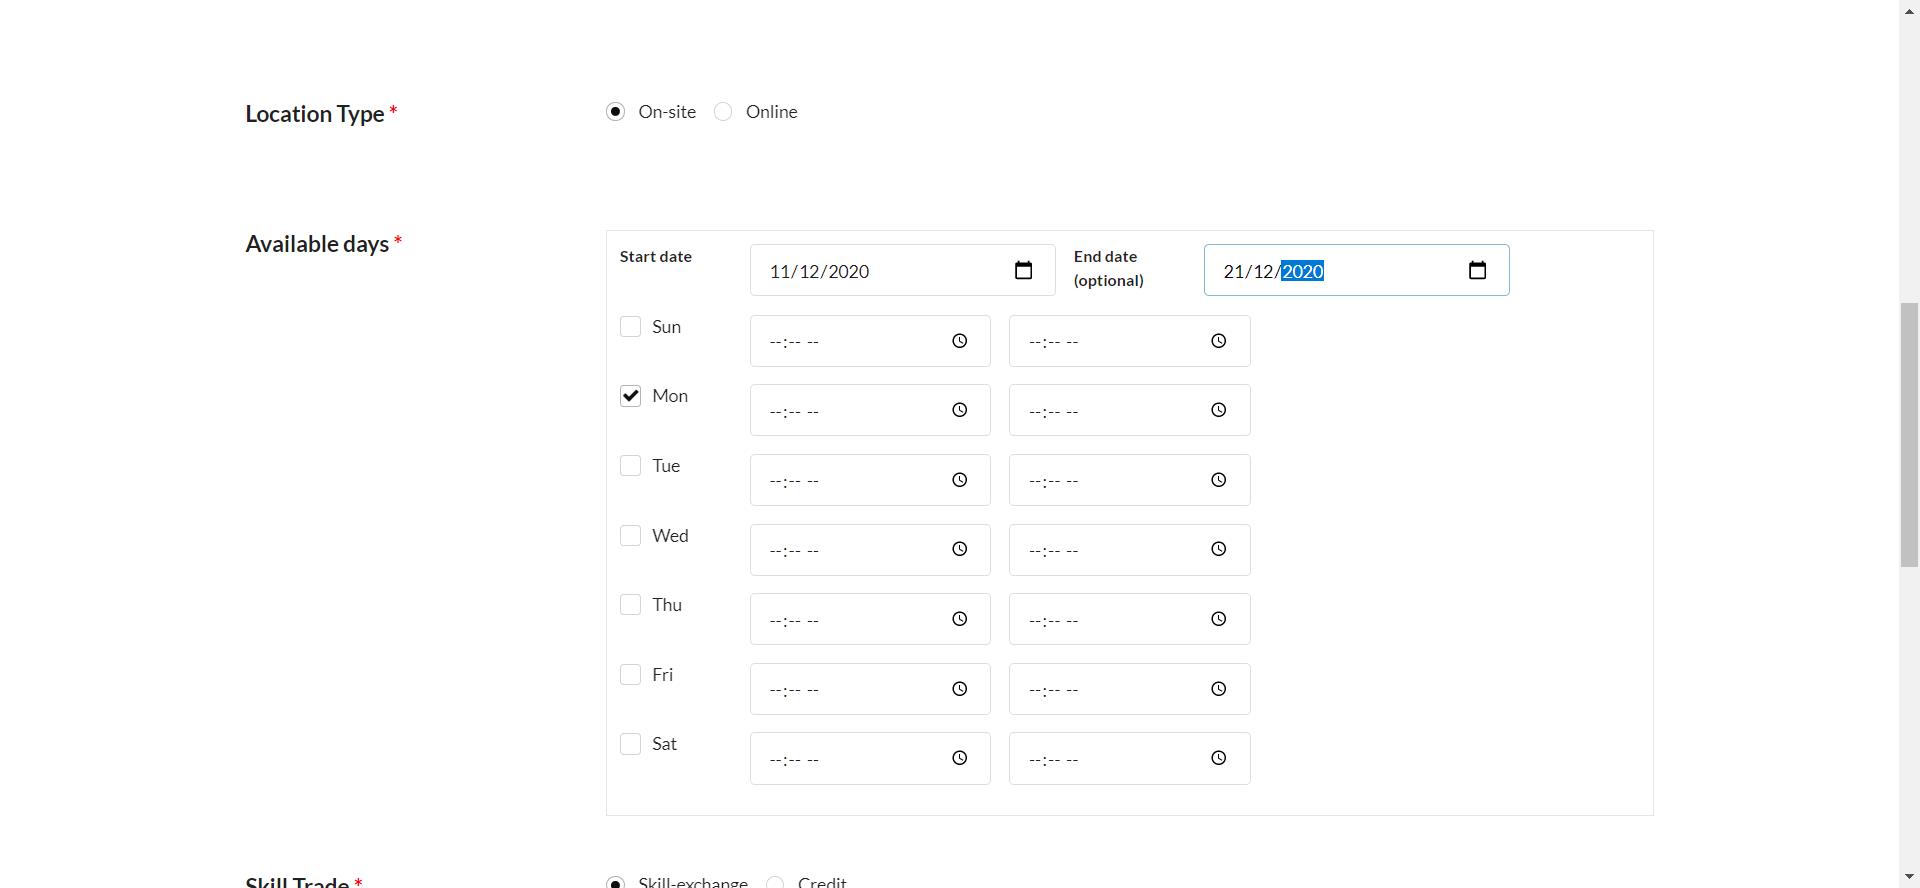 Location Type *
On-site Online
Available days *
Start date 11/12/2020 End date (optional) 21/12/2020
Sun --:-- -- --:-- --
Mon --:-- -- --:-- --
Tue --:-- -- --:-- --
Wed --:-- -- --:-- --
Thu --:-- -- --:-- --
Fri --:-- -- --:-- --
Sat --:-- -- --:-- --
Skill Trade *
Skill-exchange Credit